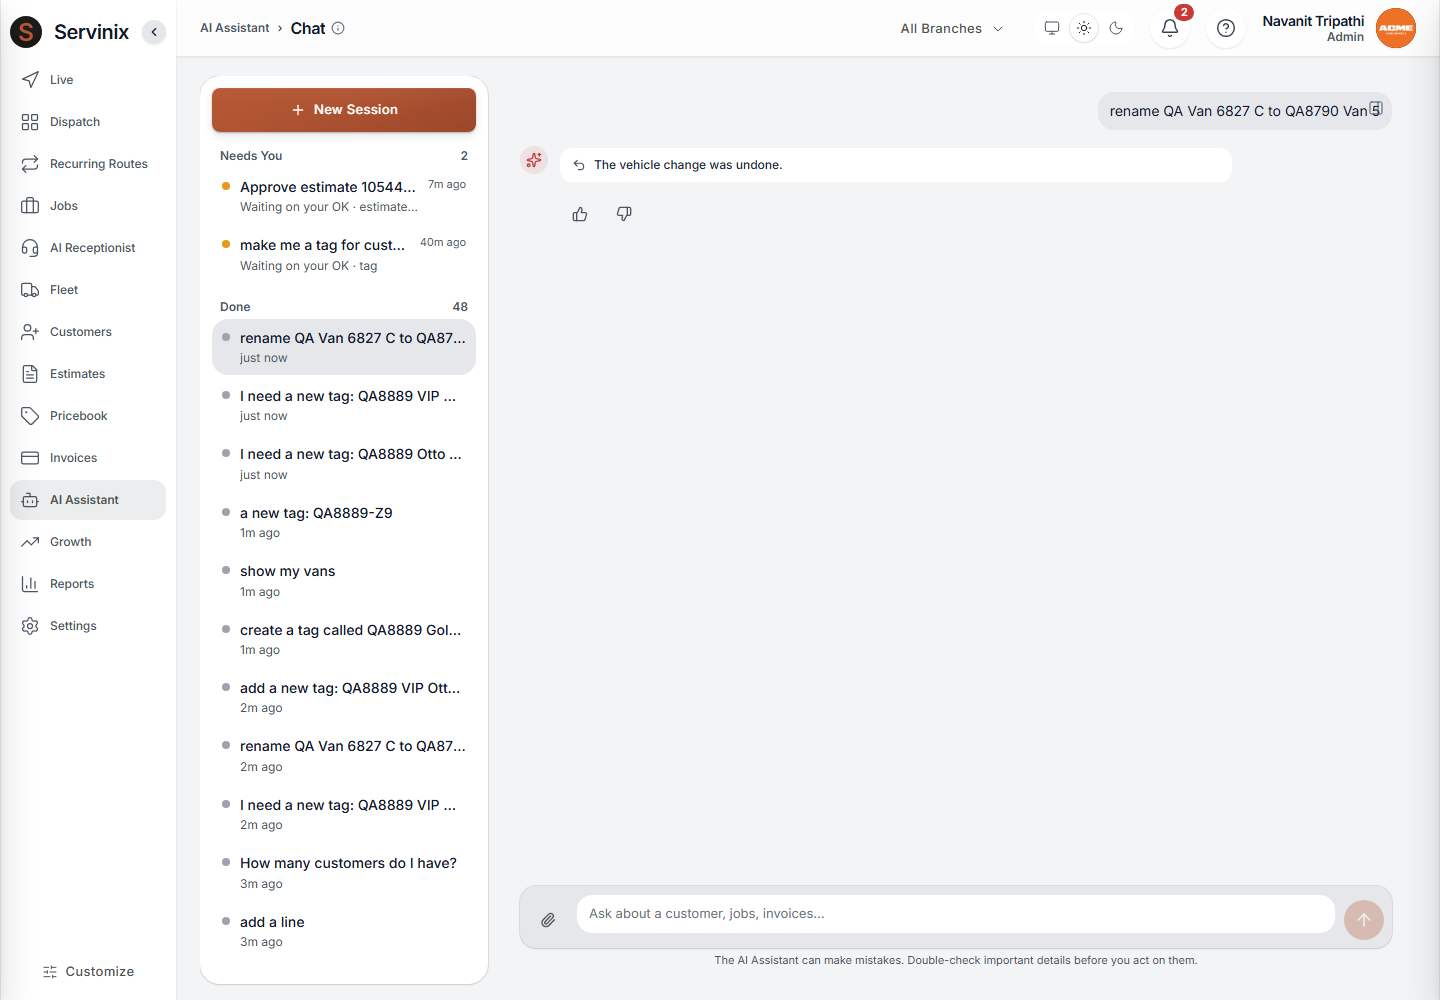 S Servinix
Live
Dispatch
Recurring Routes
Jobs
AI Receptionist
Fleet
Customers
Estimates
Pricebook
Invoices
AI Assistant
Growth
Reports
Settings
Customize
AI Assistant › Chat
All Branches
2
Navanit Tripathi
Admin
ACME
New Session
Needs You 2
Approve estimate 10544... 7m ago
Waiting on your OK · estimate...
make me a tag for cust... 40m ago
Waiting on your OK · tag
Done 48
rename QA Van 6827 C to QA87...
just now
I need a new tag: QA8889 VIP ...
just now
I need a new tag: QA8889 Otto ...
just now
a new tag: QA8889-Z9
1m ago
show my vans
1m ago
create a tag called QA8889 Gol...
1m ago
add a new tag: QA8889 VIP Ott...
2m ago
rename QA Van 6827 C to QA87...
2m ago
I need a new tag: QA8889 VIP ...
2m ago
How many customers do I have?
3m ago
add a line
3m ago
rename QA Van 6827 C to QA8790 Van 5
The vehicle change was undone.
Ask about a customer, jobs, invoices...
The AI Assistant can make mistakes. Double-check important details before you act on them.